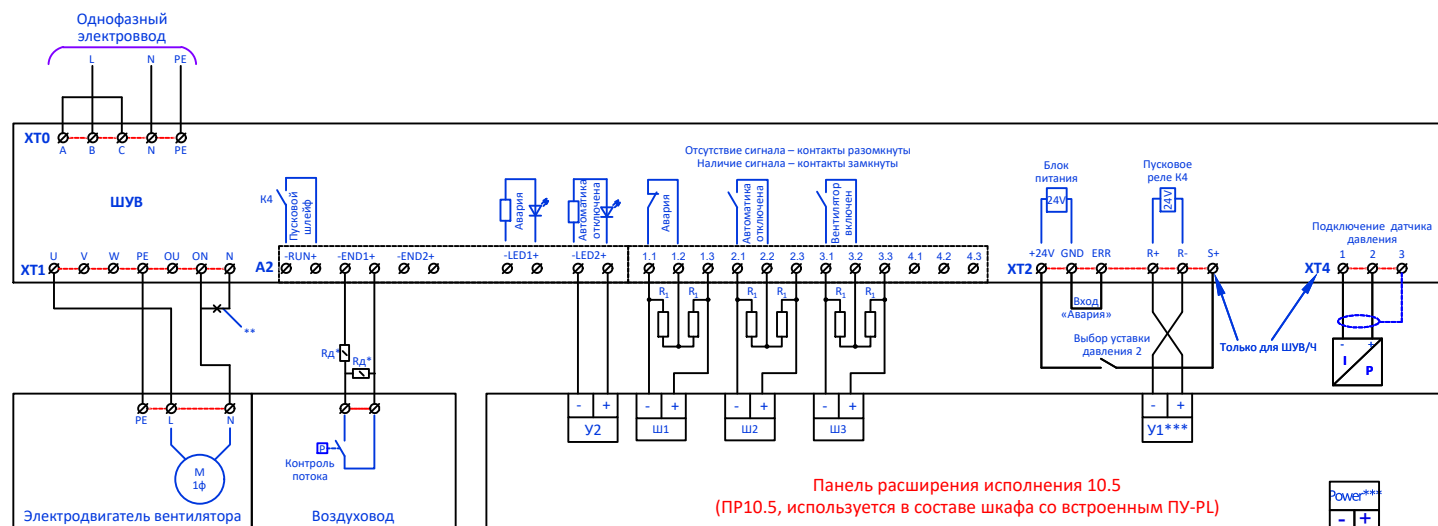 Однофазный
электроввод
L N PE
XT0
A B C N PE
ШУВ
Отсутствие сигнала – контакты разомкнуты
Наличие сигнала – контакты замкнуты
К4
Пусковой
шлейф
Авария
Автоматика
отключена
Авария
Автоматика
отключена
Вентилятор
включен
Блок
питания
24V
Пусковое
реле К4
24V
Подключение датчика
давления
XT1
U V W PE OU ON N
A2
-RUN+ -END1+ -END2+ -LED1+ -LED2+ 1.1 1.2 1.3 2.1 2.2 2.3 3.1 3.2 3.3 4.1 4.2 4.3
XT2
+24V GND ERR R+ R- S+
XT4
1 2 3
**
Rд*
Rд*
R1 R1 R1 R1 R1 R1
Вход
«Авария»
Выбор уставки
давления 2
Только для ШУВ/Ч
- +
I P
PE L N
М
1ф
Электродвигатель вентилятора
P
Контроль
потока
Воздуховод
- +
У2
- +
Ш1
- +
Ш2
- +
Ш3
- +
У1***
Панель расширения исполнения 10.5
(ПР10.5, используется в составе шкафа со встроенным ПУ-PL)
Power***
- +